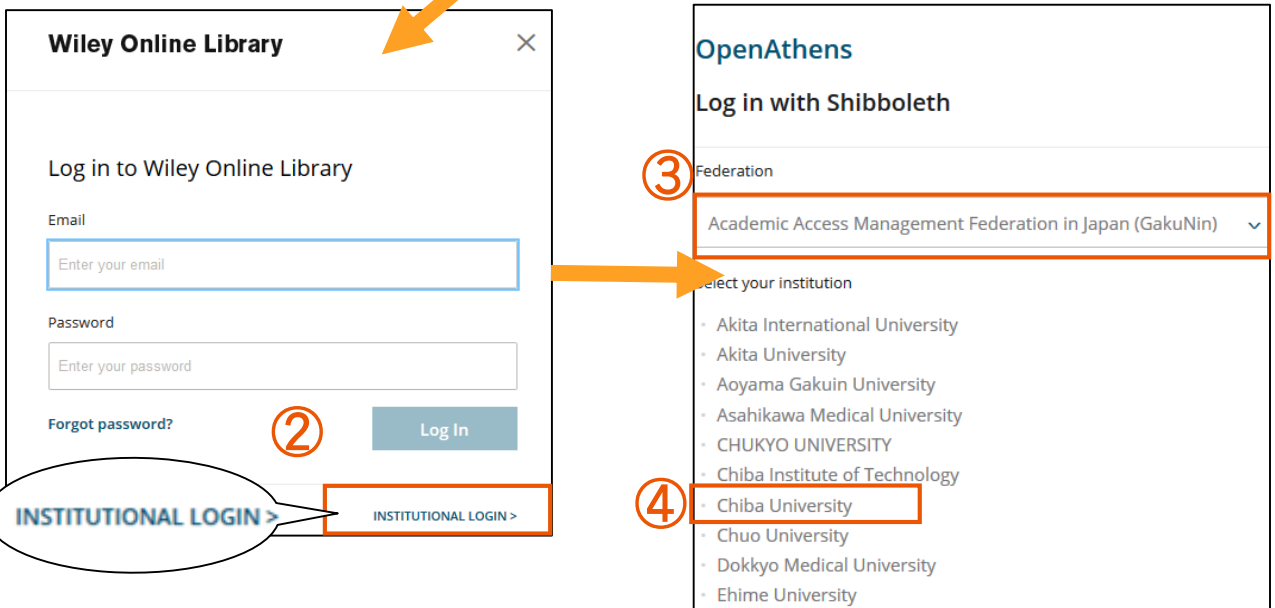 Wiley Online Library
Log in to Wiley Online Library
Email
Enter your email
Password
Enter your password
Forgot password?
②
Log In
INSTITUTIONAL LOGIN >
INSTITUTIONAL LOGIN >
OpenAthens
Log in with Shibboleth
③
Federation
Academic Access Management Federation in Japan (GakuNin)
Select your institution
Akita International University
Akita University
Aoyama Gakuin University
Asahikawa Medical University
CHUKYO UNIVERSITY
Chiba Institute of Technology
④
Chiba University
Chuo University
Dokkyo Medical University
Ehime University